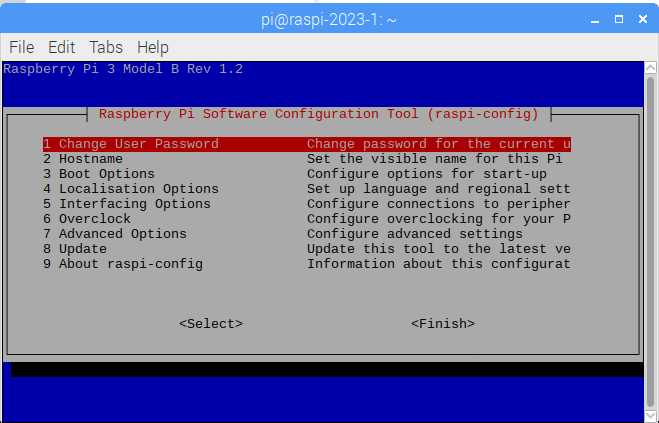 pi@raspi-2023-1: ~
File Edit Tabs Help
Raspberry Pi 3 Model B Rev 1.2
Raspberry Pi Software Configuration Tool (raspi-config)
1 Change User Password Change password for the current u
2 Hostname Set the visible name for this Pi
3 Boot Options Configure options for start-up
4 Localisation Options Set up language and regional sett
5 Interfacing Options Configure connections to peripher
6 Overclock Configure overclocking for your P
7 Advanced Options Configure advanced settings
8 Update Update this tool to the latest ve
9 About raspi-config Information about this configurat
<Select> <Finish>